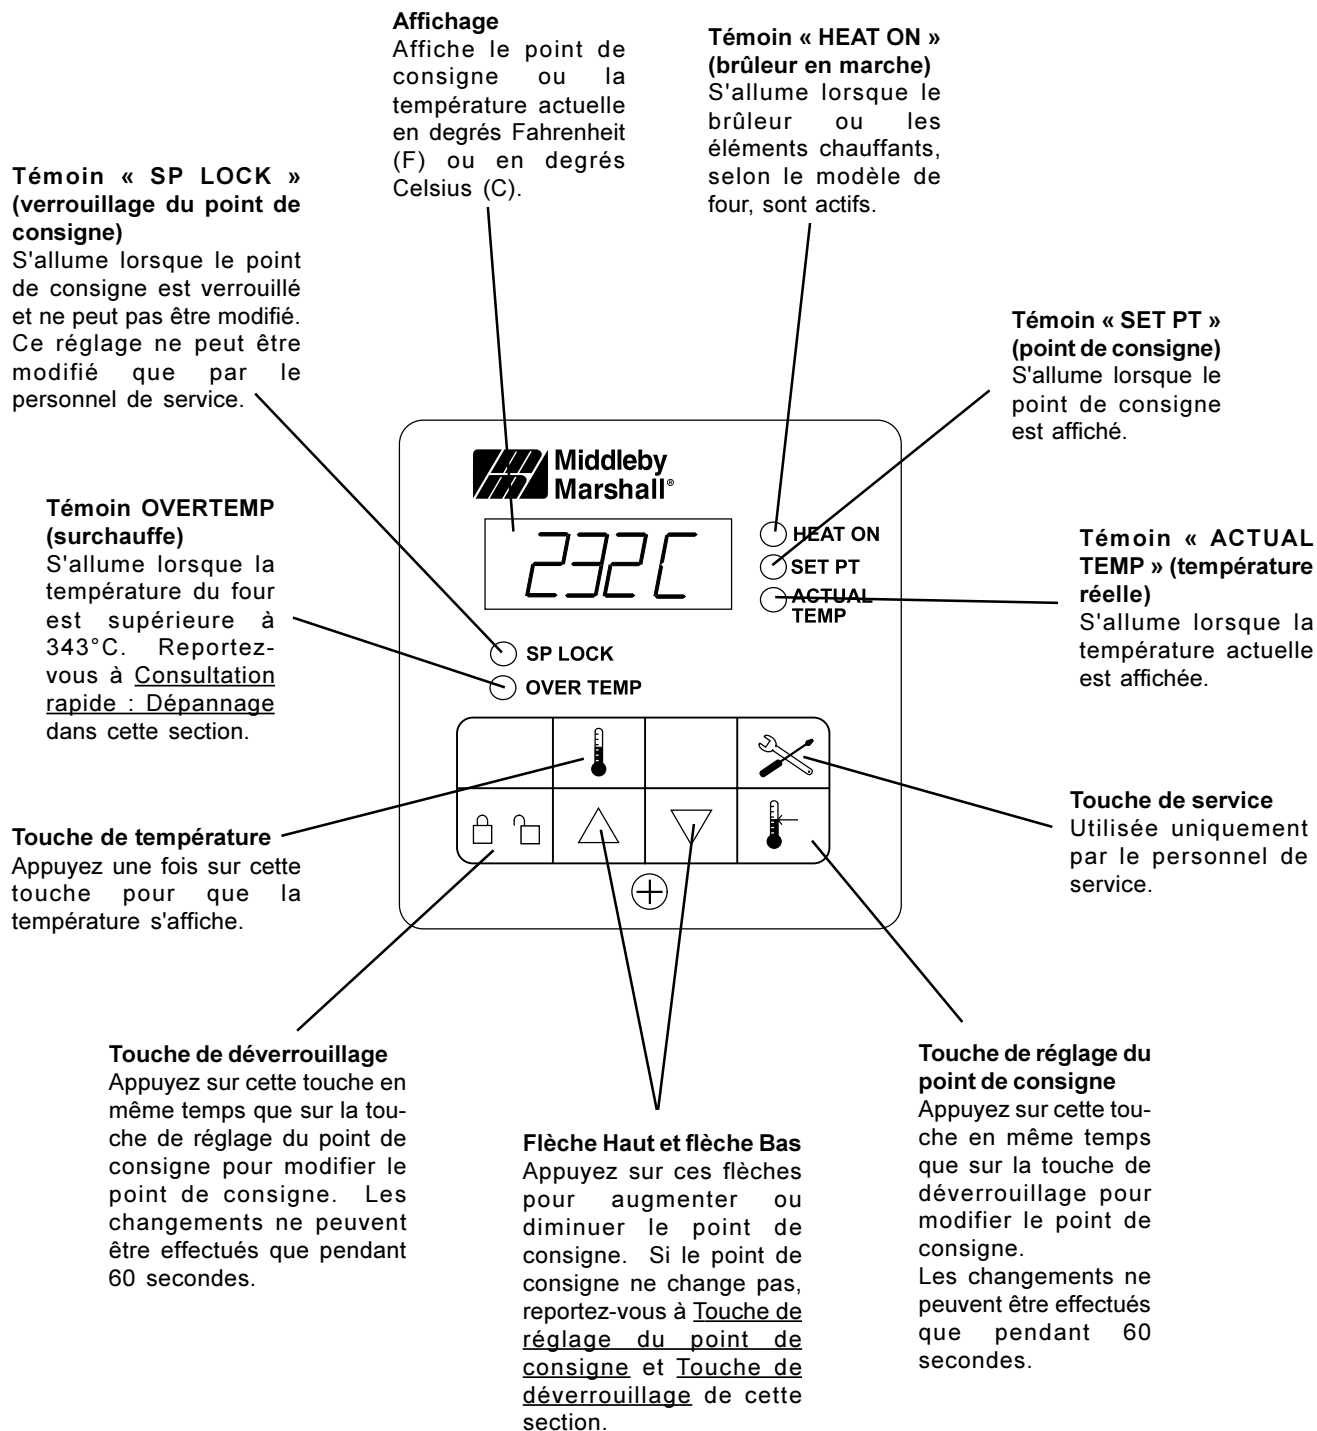 Affichage
Affiche le point de
consigne ou la
température actuelle
en degrés Fahrenheit
(F) ou en degrés
Celsius (C).
Témoin « HEAT ON »
(brûleur en marche)
S'allume lorsque le
brûleur ou les
éléments chauffants,
selon le modèle de
four, sont actifs.
Témoin « SP LOCK »
(verrouillage du point de
consigne)
S'allume lorsque le point
de consigne est verrouillé
et ne peut pas être modifié.
Ce réglage ne peut être
modifié que par le
personnel de service.
Témoin « SET PT »
(point de consigne)
S'allume lorsque le
point de consigne
est affiché.
Témoin OVERTEMP
(surchauffe)
S'allume lorsque la
température du four
est supérieure à
343°C. Reportez-
vous à Consultation
rapide : Dépannage
dans cette section.
Middleby
Marshall®
232C
HEAT ON
SET PT
ACTUAL
TEMP
SP LOCK
OVER TEMP
Témoin « ACTUAL
TEMP » (température
réelle)
S'allume lorsque la
température actuelle
est affichée.
Touche de température
Appuyez une fois sur cette
touche pour que la
température s'affiche.
Touche de service
Utilisée uniquement
par le personnel de
service.
Touche de déverrouillage
Appuyez sur cette touche en
même temps que sur la tou-
che de réglage du point de
consigne pour modifier le
point de consigne. Les
changements ne peuvent
être effectués que pendant
60 secondes.
Flèche Haut et flèche Bas
Appuyez sur ces flèches
pour augmenter ou
diminuer le point de
consigne. Si le point de
consigne ne change pas,
reportez-vous à Touche de
réglage du point de
consigne et Touche de
déverrouillage de cette
section.
Touche de réglage du
point de consigne
Appuyez sur cette tou-
che en même temps
que sur la touche de
déverrouillage pour
modifier le point de
consigne.
Les changements ne
peuvent être effectués
que pendant 60
secondes.